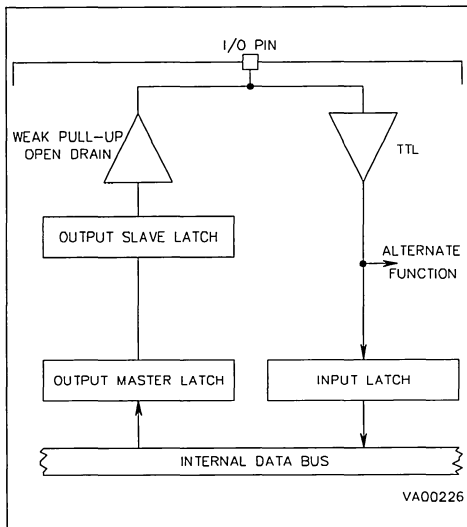 I/O PIN
WEAK PULL-UP
OPEN DRAIN
TTL
OUTPUT SLAVE LATCH
ALTERNATE
FUNCTION
OUTPUT MASTER LATCH
INPUT LATCH
INTERNAL DATA BUS
VA00226